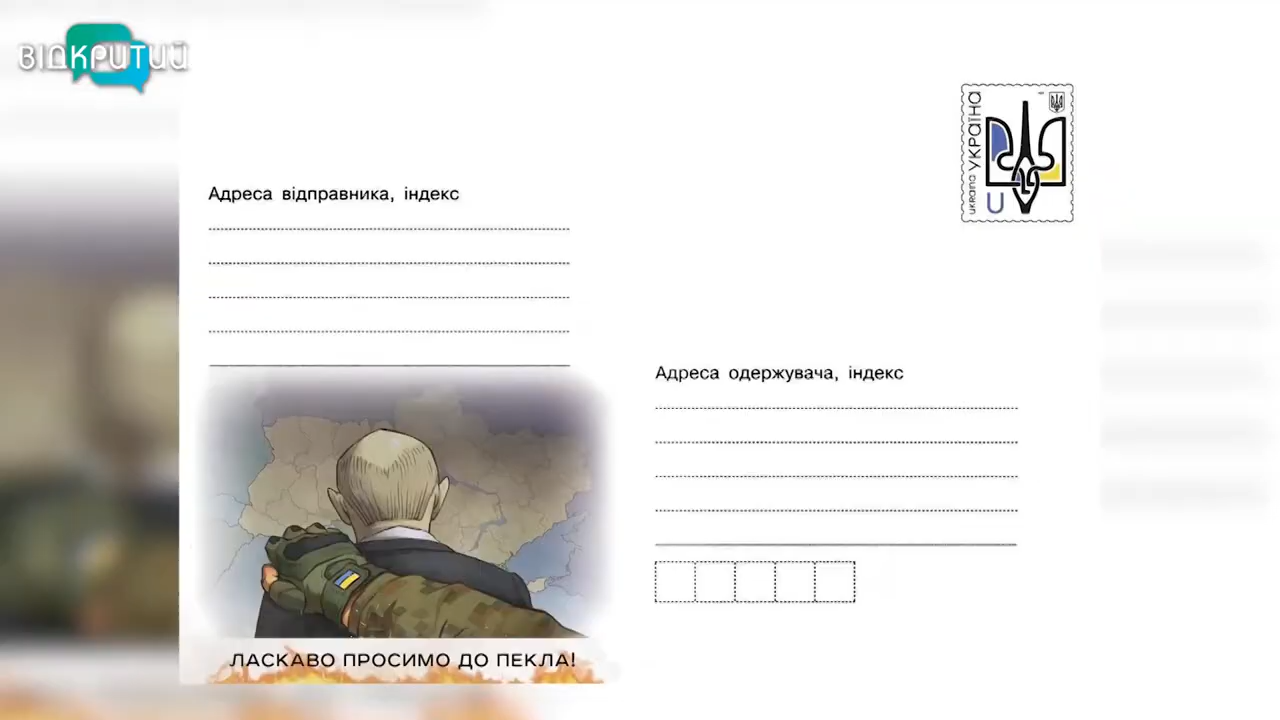 ВІДКРИТИЙ
УКРАЇНА
UKRAINA
U
Адреса відправника, індекс
Адреса одержувача, індекс
ЛАСКАВО ПРОСИМО ДО ПЕКЛА!